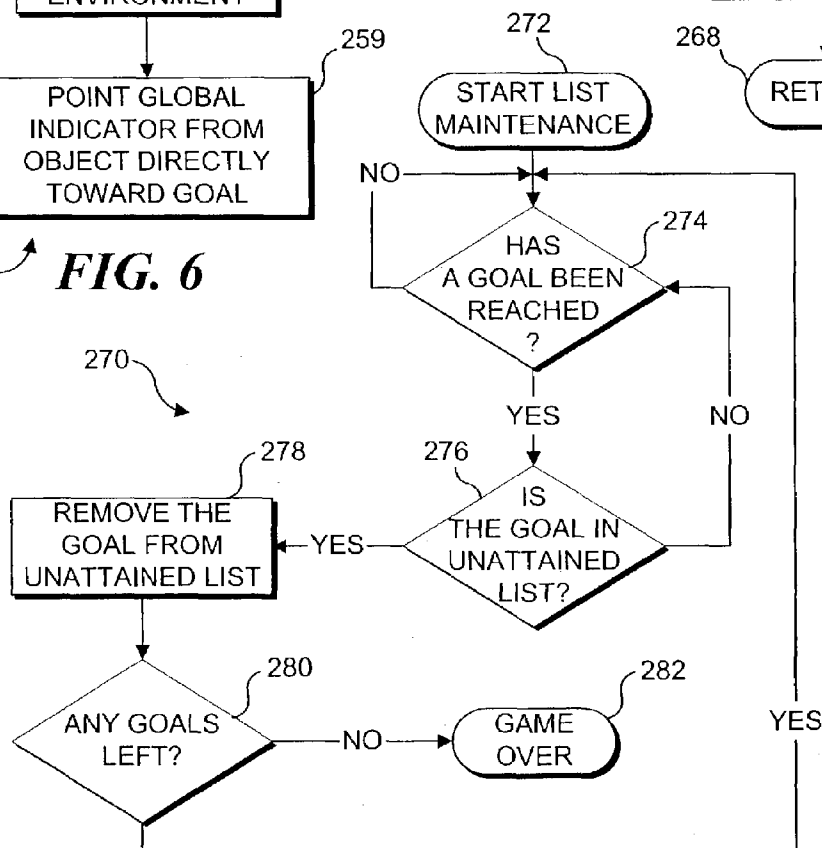 ENVIRONMENT
259
POINT GLOBAL
INDICATOR FROM
OBJECT DIRECTLY
TOWARD GOAL
FIG. 6
272
START LIST
MAINTENANCE
268
RET
NO
274
HAS
A GOAL BEEN
REACHED
?
270
YES
NO
276
IS
THE GOAL IN
UNATTAINED
LIST?
YES
278
REMOVE THE
GOAL FROM
UNATTAINED LIST
280
ANY GOALS
LEFT?
NO
282
GAME
OVER
YES